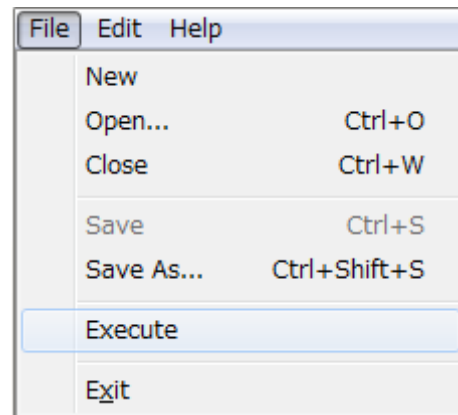 File Edit Help
New
Open... Ctrl+O
Close Ctrl+W
Save Ctrl+S
Save As... Ctrl+Shift+S
Execute
Exit